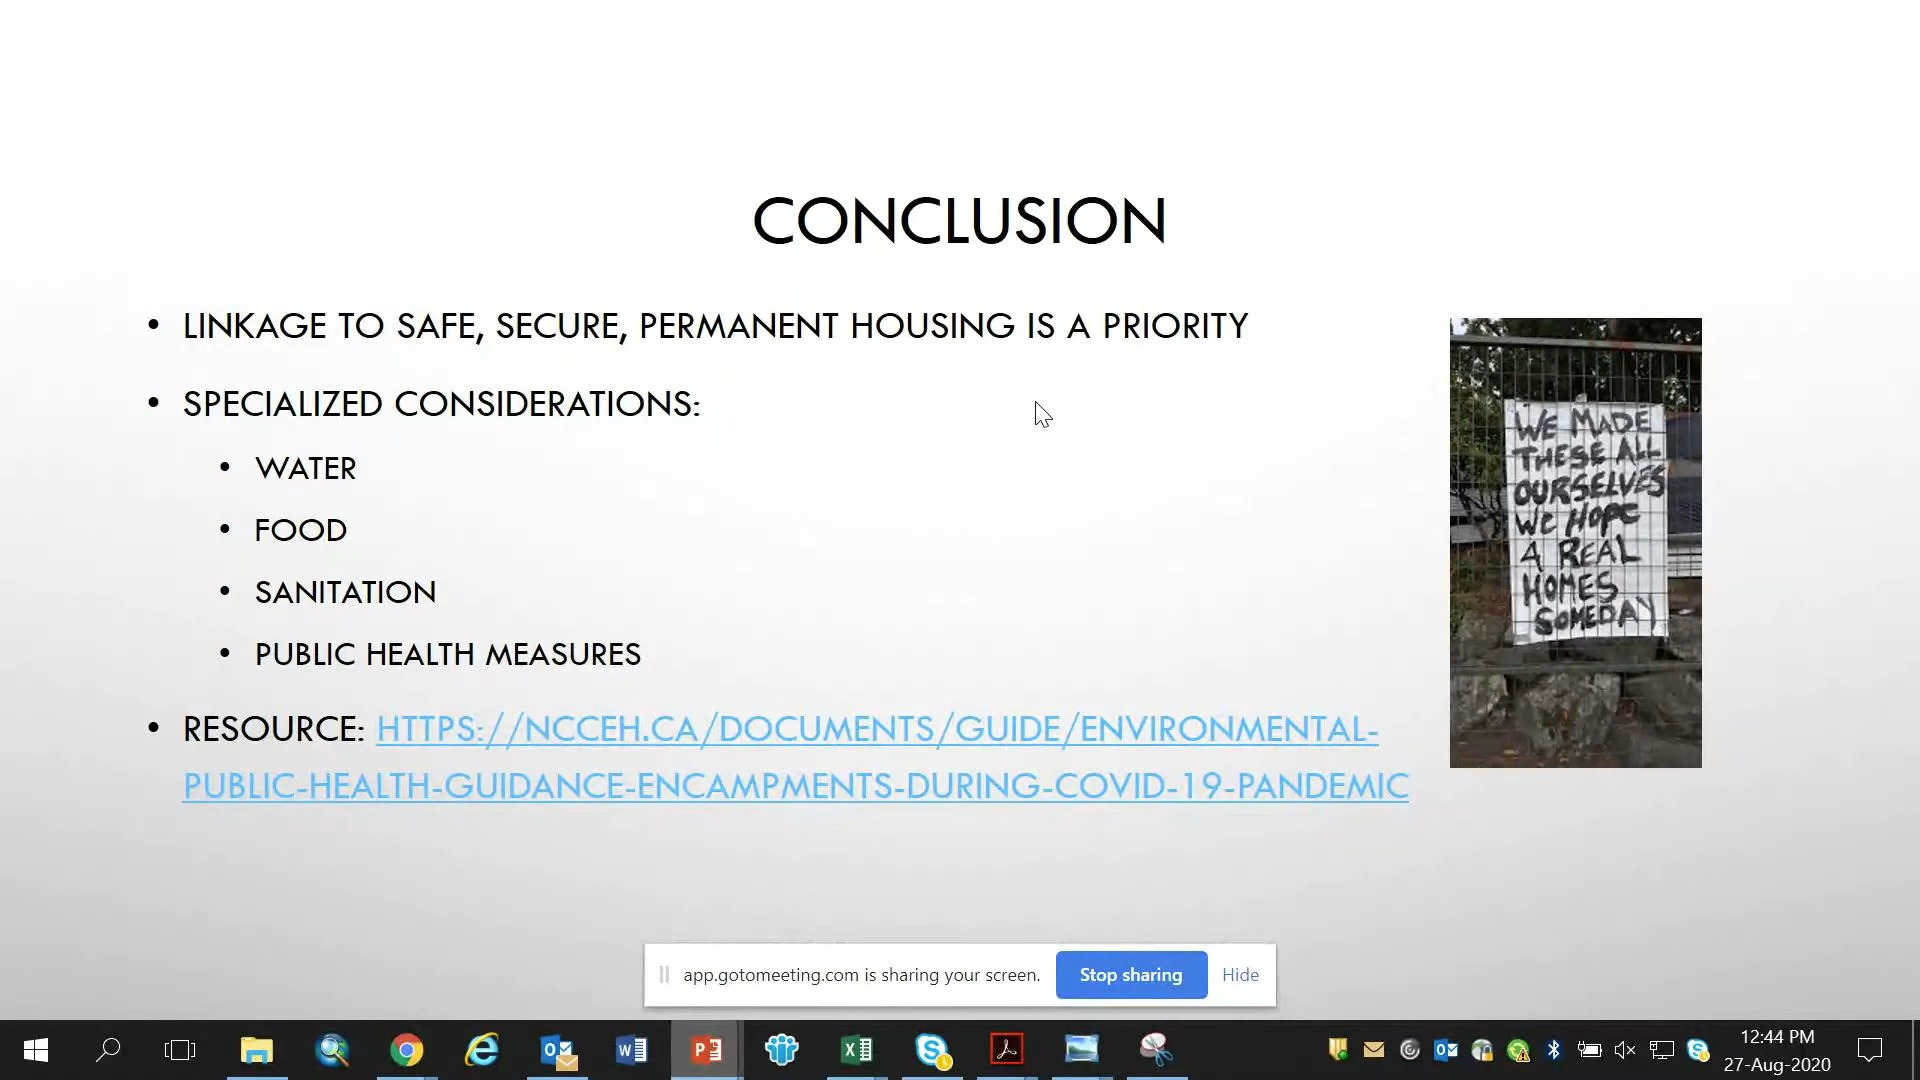 CONCLUSION
• LINKAGE TO SAFE, SECURE, PERMANENT HOUSING IS A PRIORITY
• SPECIALIZED CONSIDERATIONS:
• WATER
• FOOD
• SANITATION
• PUBLIC HEALTH MEASURES
• RESOURCE: HTTPS://NCCEH.CA/DOCUMENTS/GUIDE/ENVIRONMENTAL-
PUBLIC-HEALTH-GUIDANCE-ENCAMPMENTS-DURING-COVID-19-PANDEMIC
WE MADE
THESE ALL
OURSELVES
WE HOPE
4 REAL
HOMES
SOMEDAY
app.gotomeeting.com is sharing your screen.
Stop sharing
Hide
12:44 PM
27-Aug-2020